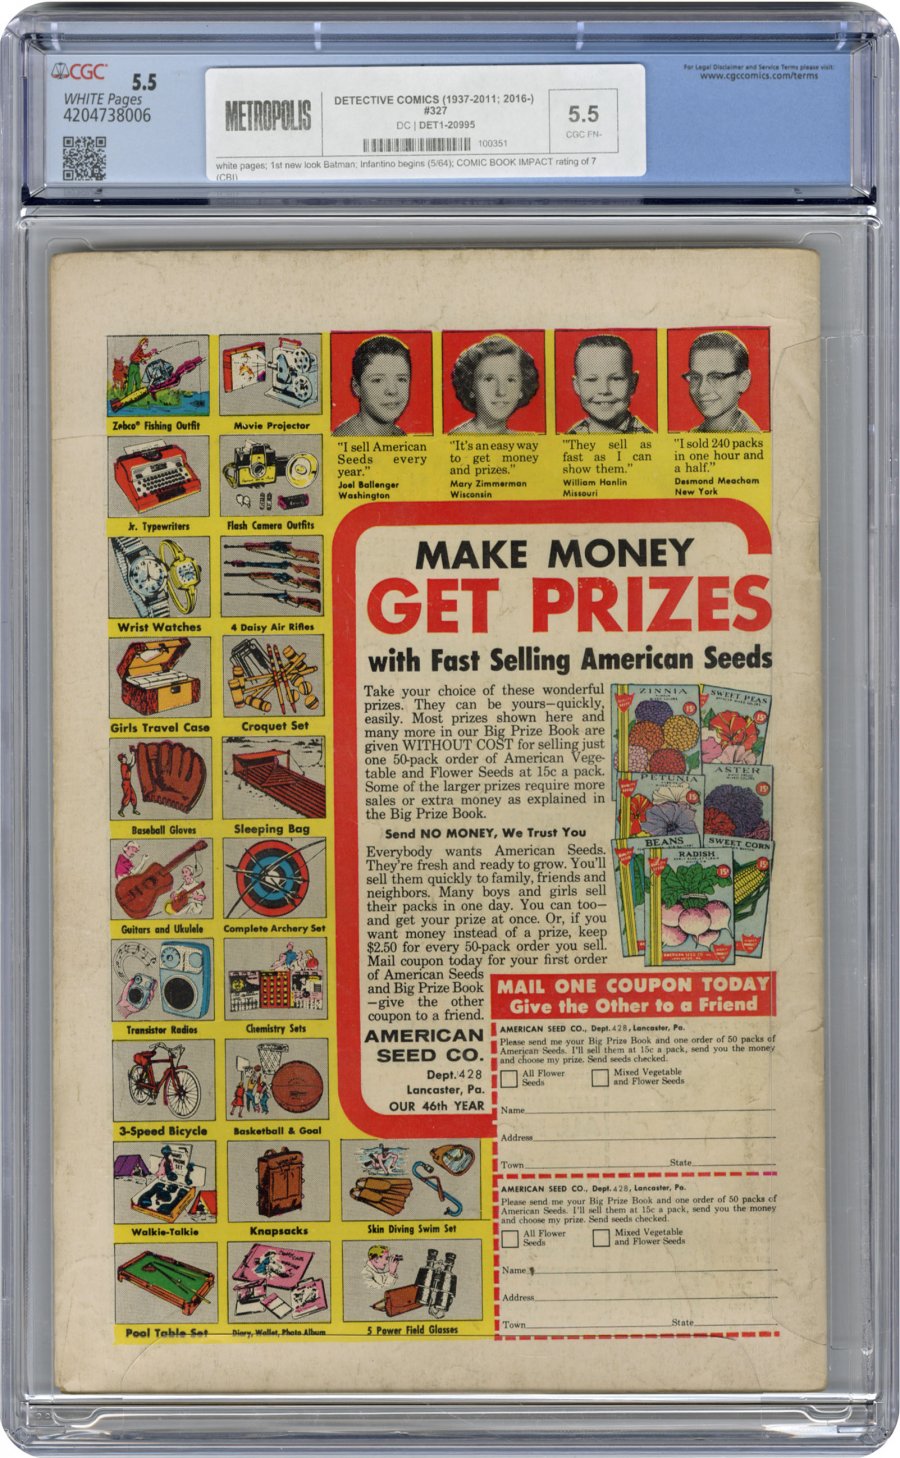 CGC
5.5
WHITE Pages
4204738006
METROPOLIS
DETECTIVE COMICS (1937-2011; 2016-)
#327
DC | DET1-20995
100351
5.5
CGC FN-
white pages; 1st new look Batman; Infantino begins (5/64); COMIC BOOK IMPACT rating of 7
(CBI)
For Legal Disclaimer and Service Terms please visit:
www.cgccomics.com/terms
Zebco® Fishing Outfit
Movie Projector
Jr. Typewriters
Flash Camera Outfits
Wrist Watches
4 Daisy Air Rifles
Girls Travel Case
Croquet Set
Baseball Gloves
Sleeping Bag
Guitars and Ukulele
Complete Archery Set
Transistor Radios
Chemistry Sets
3-Speed Bicycle
Basketball & Goal
Walkie-Talkie
Knapsacks
Skin Diving Swim Set
Pool Table Set
Diary, Wallet, Photo Album
5 Power Field Glasses
"I sell American
Seeds every
year."
Joel Ballenger
Washington
"It's an easy way
to get money
and prizes."
Mary Zimmerman
Wisconsin
"They sell as
fast as I can
show them."
William Hanlin
Missouri
"I sold 240 packs
in one hour and
a half."
Desmond Meacham
New York
MAKE MONEY
GET PRIZES
with Fast Selling American Seeds
Take your choice of these wonderful
prizes. They can be yours—quickly,
easily. Most prizes shown here and
many more in our Big Prize Book are
given WITHOUT COST for selling just
one 50-pack order of American Vege-
table and Flower Seeds at 15c a pack.
Some of the larger prizes require more
sales or extra money as explained in
the Big Prize Book.
Send NO MONEY, We Trust You
Everybody wants American Seeds.
They're fresh and ready to grow. You'll
sell them quickly to family, friends and
neighbors. Many boys and girls sell
their packs in one day. You can too—
and get your prize at once. Or, if you
want money instead of a prize, keep
$2.50 for every 50-pack order you sell.
Mail coupon today for your first order
of American Seeds
and Big Prize Book
—give the other
coupon to a friend.
AMERICAN
SEED CO.
Dept. 428
Lancaster, Pa.
OUR 46th YEAR
ZINNIA
15¢
SWEET PEAS
15¢
PETUNIA
ASTER
15¢
BEANS
SWEET CORN
15¢
RADISH
15¢
AMERICAN SEED CO.
MAIL ONE COUPON TODAY
Give the Other to a Friend
AMERICAN SEED CO., Dept. 428, Lancaster, Pa.
Please send me your Big Prize Book and one order of 50 packs of
American Seeds. I'll sell them at 15c a pack, send you the money
and choose my prize. Send seeds checked.
All Flower
Seeds
Mixed Vegetable
and Flower Seeds
Name
Address
Town State
AMERICAN SEED CO., Dept. 428, Lancaster, Pa.
Please send me your Big Prize Book and one order of 50 packs of
American Seeds. I'll sell them at 15c a pack, send you the money
and choose my prize. Send seeds checked.
All Flower
Seeds
Mixed Vegetable
and Flower Seeds
Name
Address
Town State